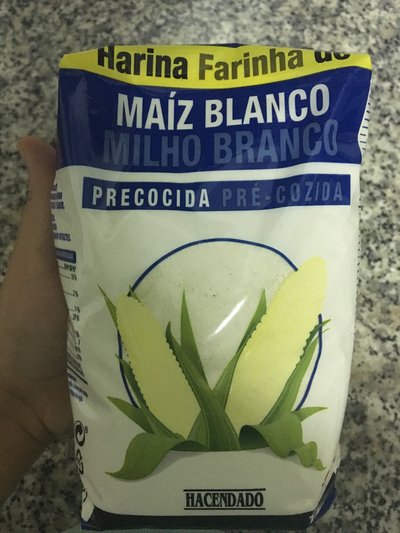 Harina Farinha de
MAÍZ BLANCO
MILHO BRANCO
PRECOCIDA PRÉ-COZIDA
HACENDADO